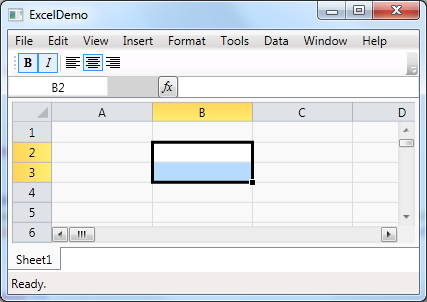 ExcelDemo
File Edit View Insert Format Tools Data Window Help
B I
B2 fx
A B C D
1
2
3
4
5
6
Sheet1
Ready.